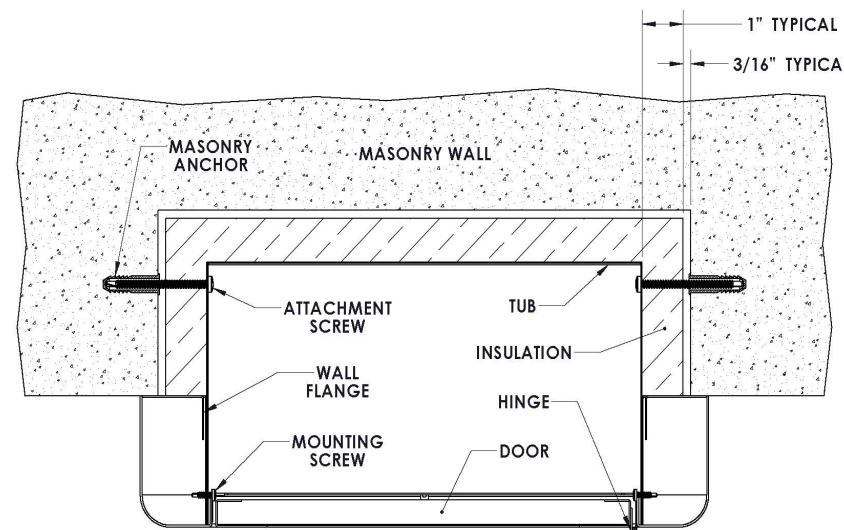 1" TYPICAL
3/16" TYPICA
MASONRY
ANCHOR
MASONRY WALL
ATTACHMENT
SCREW
TUB
INSULATION
WALL
FLANGE
HINGE
MOUNTING
SCREW
DOOR